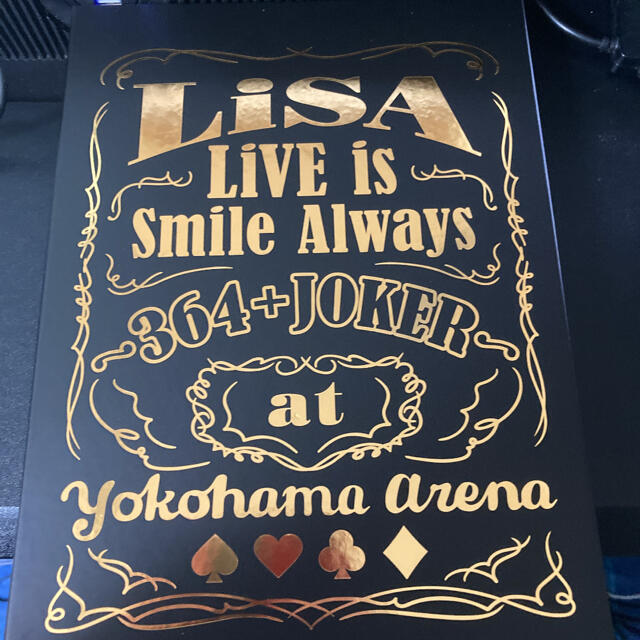 LiSA
LiVE is
Smile Always
364+JOKER
at
Yokohama Arena